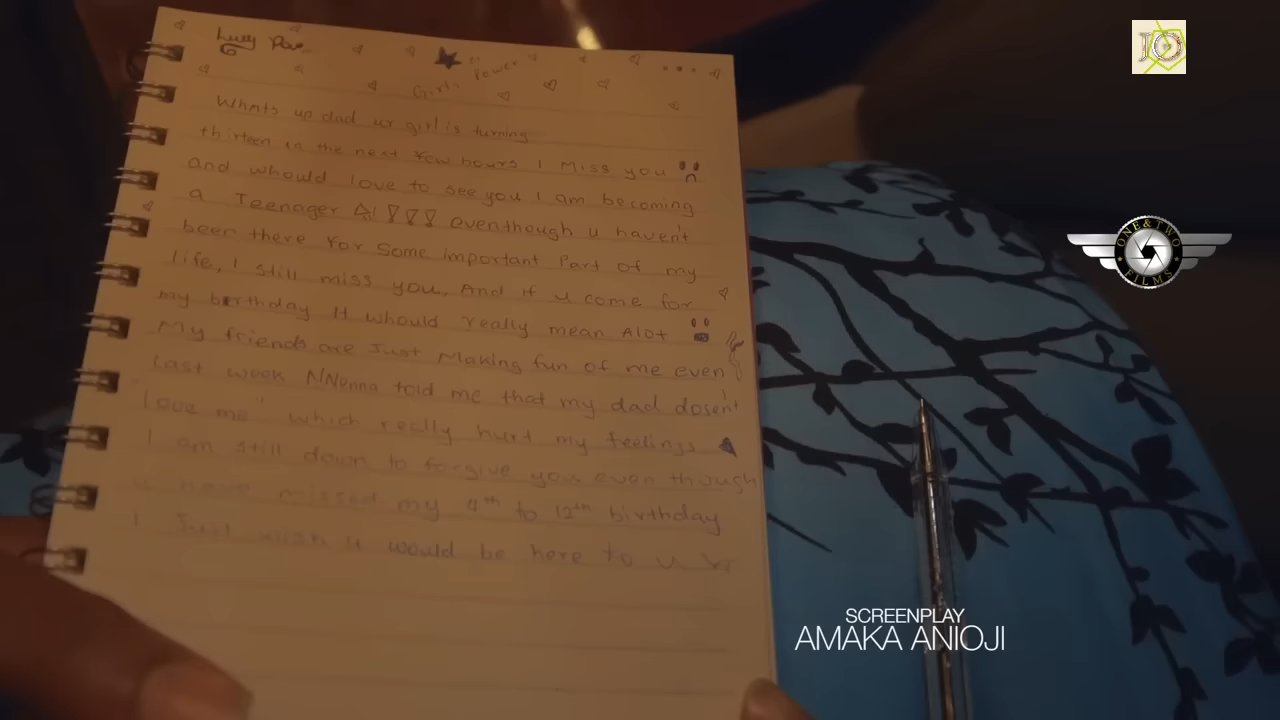 Lucy
Girls
Power
Whats up dad ur girl is turning
thirteen in the next few hours I miss you
and whould love to see you I am becoming
a Teenager eventhough u haven't
been there for some important part of my
life, I still miss you. And if u come for
my birthday It whould really mean Alot
My friends are Just Making fun of me even
last week NNenna told me that my dad dosen't
love me" which really hurt my feelings
I am still down to forgive you even though
u have missed my 4th to 12th birthday
I Just wish u would be here to
ONE & TWO
FILMS
SCREENPLAY
AMAKA ANIOJI